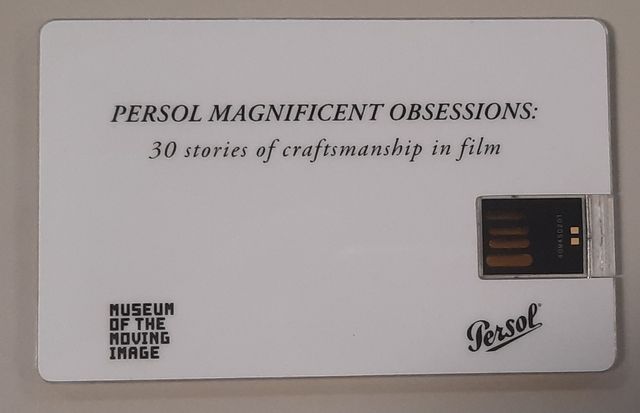 PERSOL MAGNIFICENT OBSESSIONS:
30 stories of craftsmanship in film
MUSEUM
OF THE
MOVING
IMAGE
Persol